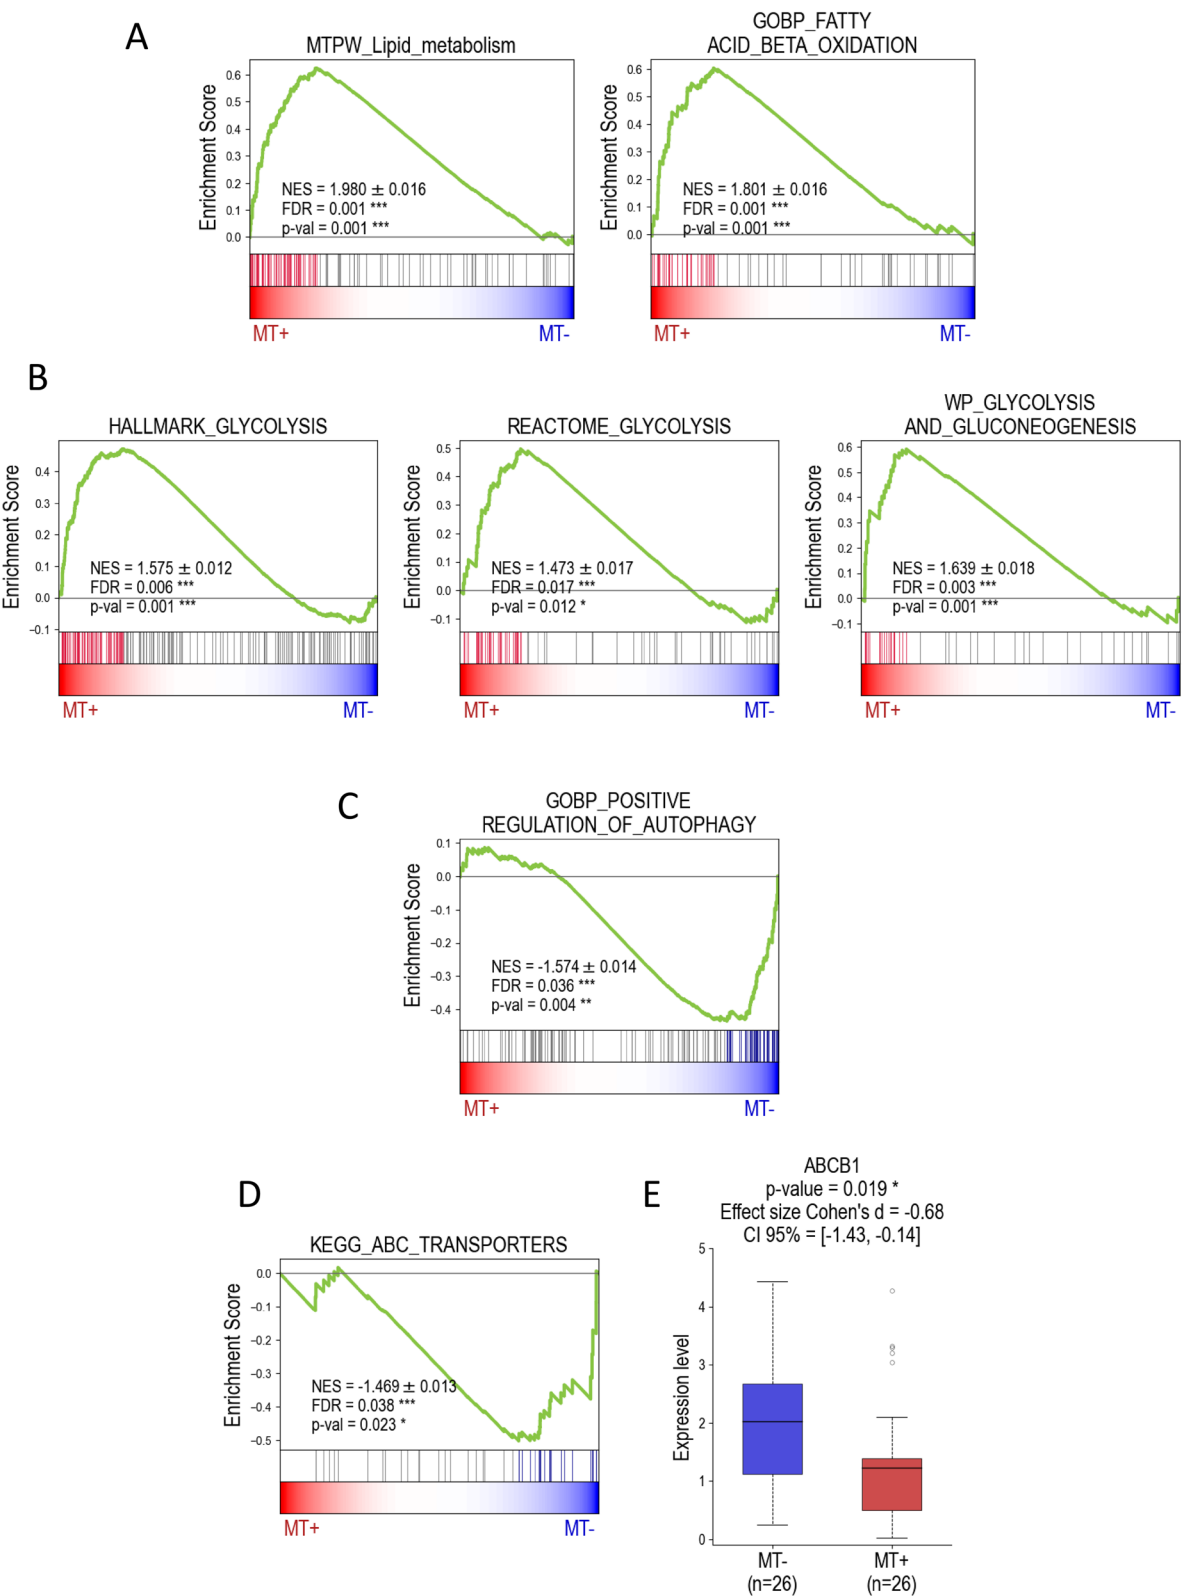 A
MTPW_Lipid_metabolism
Enrichment Score
0.6
0.5
0.4
0.3
0.2
0.1
0.0
NES = 1.980 ± 0.016
FDR = 0.001 ***
p-val = 0.001 ***
MT+
MT-
GOBP_FATTY
ACID_BETA_OXIDATION
Enrichment Score
0.6
0.5
0.4
0.3
0.2
0.1
0.0
NES = 1.801 ± 0.016
FDR = 0.001 ***
p-val = 0.001 ***
MT+
MT-
B
HALLMARK_GLYCOLYSIS
Enrichment Score
0.4
0.3
0.2
0.1
0.0
−0.1
NES = 1.575 ± 0.012
FDR = 0.006 ***
p-val = 0.001 ***
MT+
MT-
REACTOME_GLYCOLYSIS
Enrichment Score
0.5
0.4
0.3
0.2
0.1
0.0
−0.1
NES = 1.473 ± 0.017
FDR = 0.017 ***
p-val = 0.012 *
MT+
MT-
WP_GLYCOLYSIS
AND_GLUCONEOGENESIS
Enrichment Score
0.6
0.5
0.4
0.3
0.2
0.1
0.0
−0.1
NES = 1.639 ± 0.018
FDR = 0.003 ***
p-val = 0.001 ***
MT+
MT-
C
GOBP_POSITIVE
REGULATION_OF_AUTOPHAGY
Enrichment Score
0.1
0.0
−0.1
−0.2
−0.3
−0.4
NES = -1.574 ± 0.014
FDR = 0.036 ***
p-val = 0.004 **
MT+
MT-
D
KEGG_ABC_TRANSPORTERS
Enrichment Score
0.0
−0.1
−0.2
−0.3
−0.4
−0.5
NES = -1.469 ± 0.013
FDR = 0.038 ***
p-val = 0.023 *
MT+
MT-
E
ABCB1
p-value = 0.019 *
Effect size Cohen's d = -0.68
CI 95% = [-1.43, -0.14]
Expression level
5
4
3
2
1
0
MT-
(n=26)
MT+
(n=26)